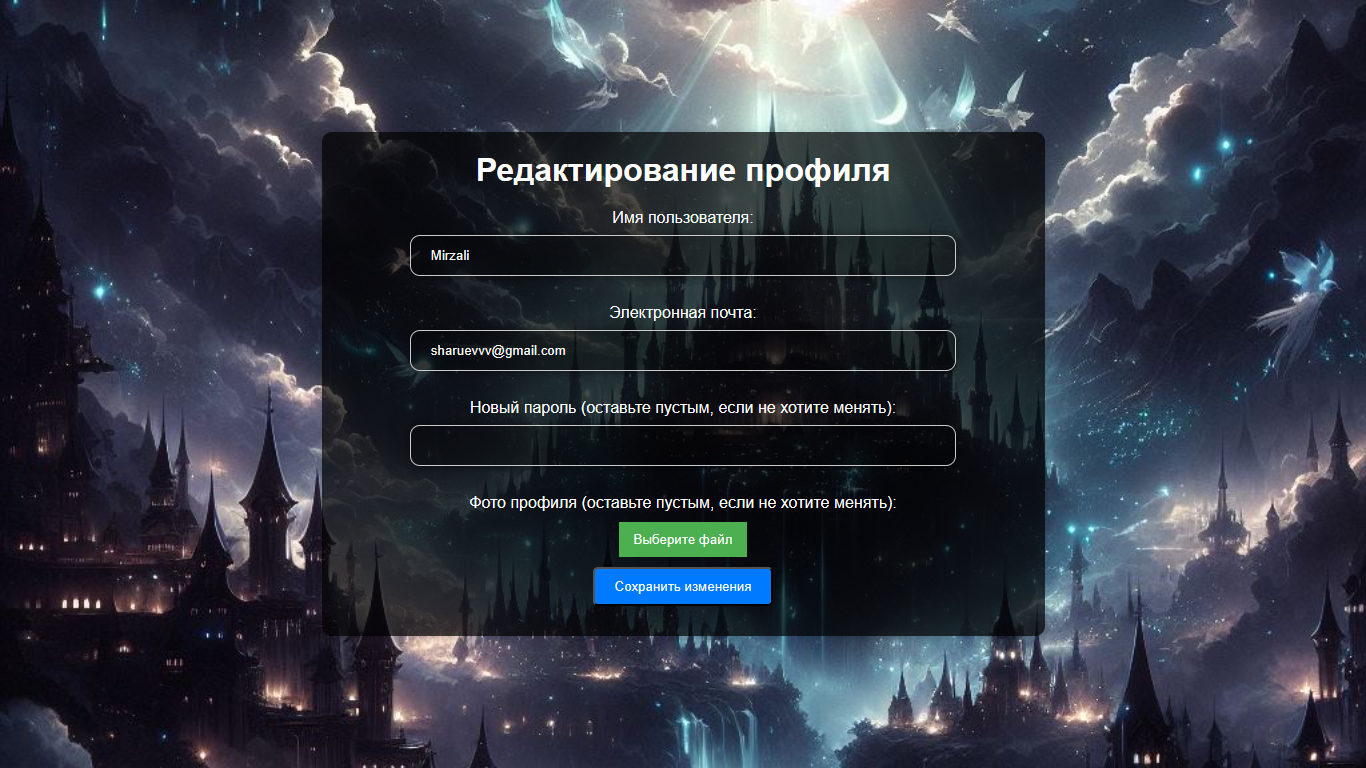 Редактирование профиля
Имя пользователя:
Mirzali
Электронная почта:
sharuevvv@gmail.com
Новый пароль (оставьте пустым, если не хотите менять):
Фото профиля (оставьте пустым, если не хотите менять):
Выберите файл
Сохранить изменения